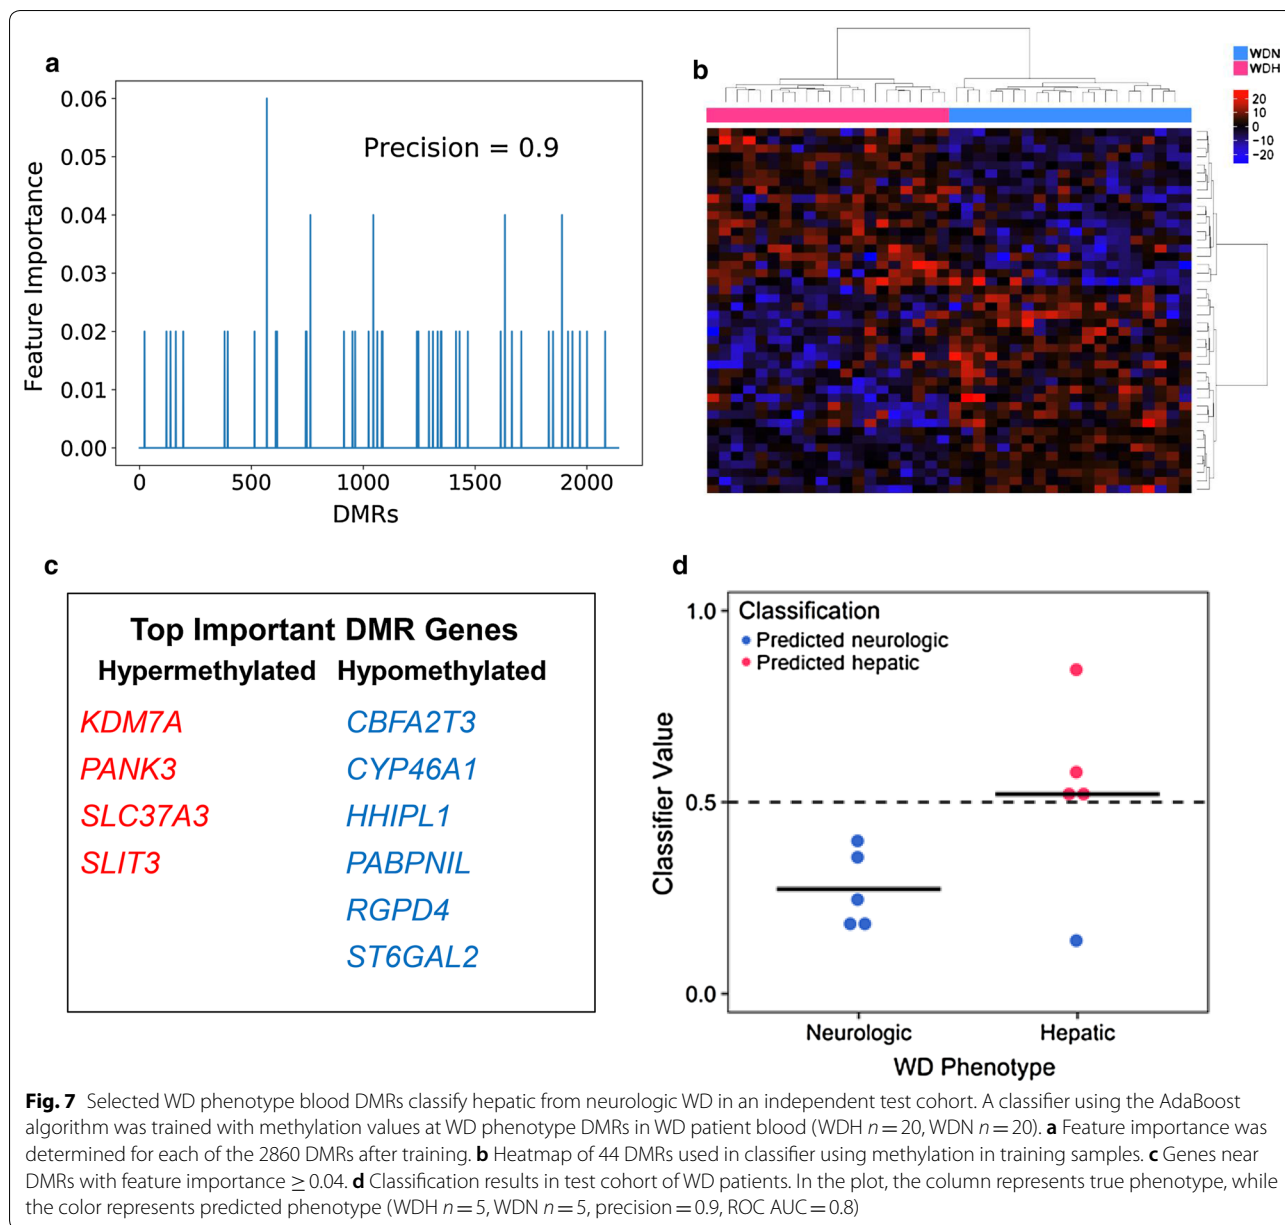 a
0.06
0.05
0.04
0.03
0.02
0.01
0.00
Feature Importance
Precision = 0.9
0 500 1000 1500 2000
DMRs
b
WDN
WDH
20
10
0
−10
−20
c
Top Important DMR Genes
Hypermethylated Hypomethylated
KDM7A CBFA2T3
PANK3 CYP46A1
SLC37A3 HHIPL1
SLIT3 PABPNIL
RGPD4
ST6GAL2
d
Classification
Predicted neurologic
Predicted hepatic
1.0
0.5
0.0
Classifier Value
Neurologic Hepatic
WD Phenotype
Fig. 7 Selected WD phenotype blood DMRs classify hepatic from neurologic WD in an independent test cohort. A classifier using the AdaBoost
algorithm was trained with methylation values at WD phenotype DMRs in WD patient blood (WDH n = 20, WDN n = 20). a Feature importance was
determined for each of the 2860 DMRs after training. b Heatmap of 44 DMRs used in classifier using methylation in training samples. c Genes near
DMRs with feature importance ≥ 0.04. d Classification results in test cohort of WD patients. In the plot, the column represents true phenotype, while
the color represents predicted phenotype (WDH n = 5, WDN n = 5, precision = 0.9, ROC AUC = 0.8)